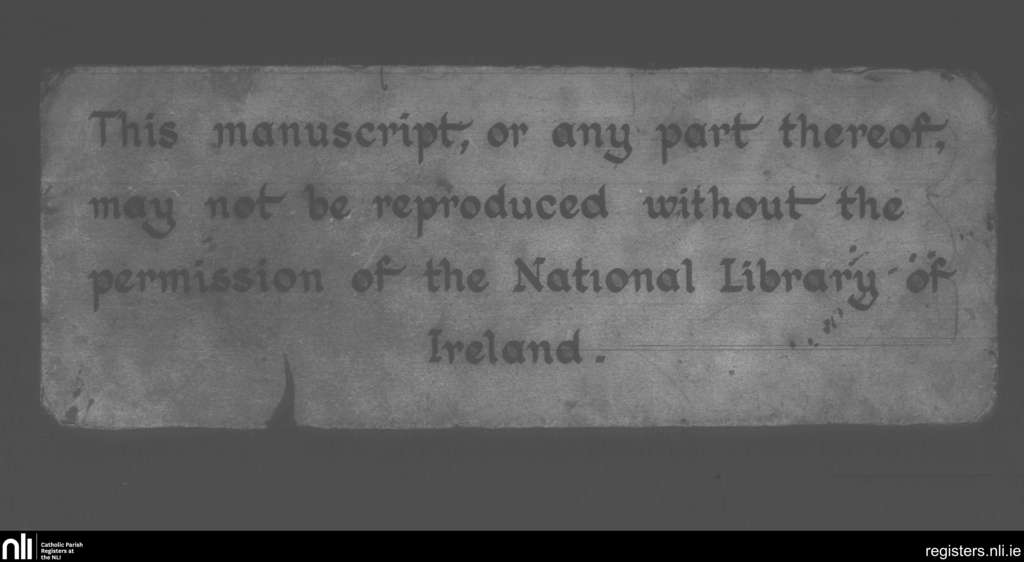 This manuscript, or any part thereof,
may not be reproduced without the
permission of the National Library of
Ireland.
nli
Catholic Parish
Registers at
the NLI
registers.nli.ie